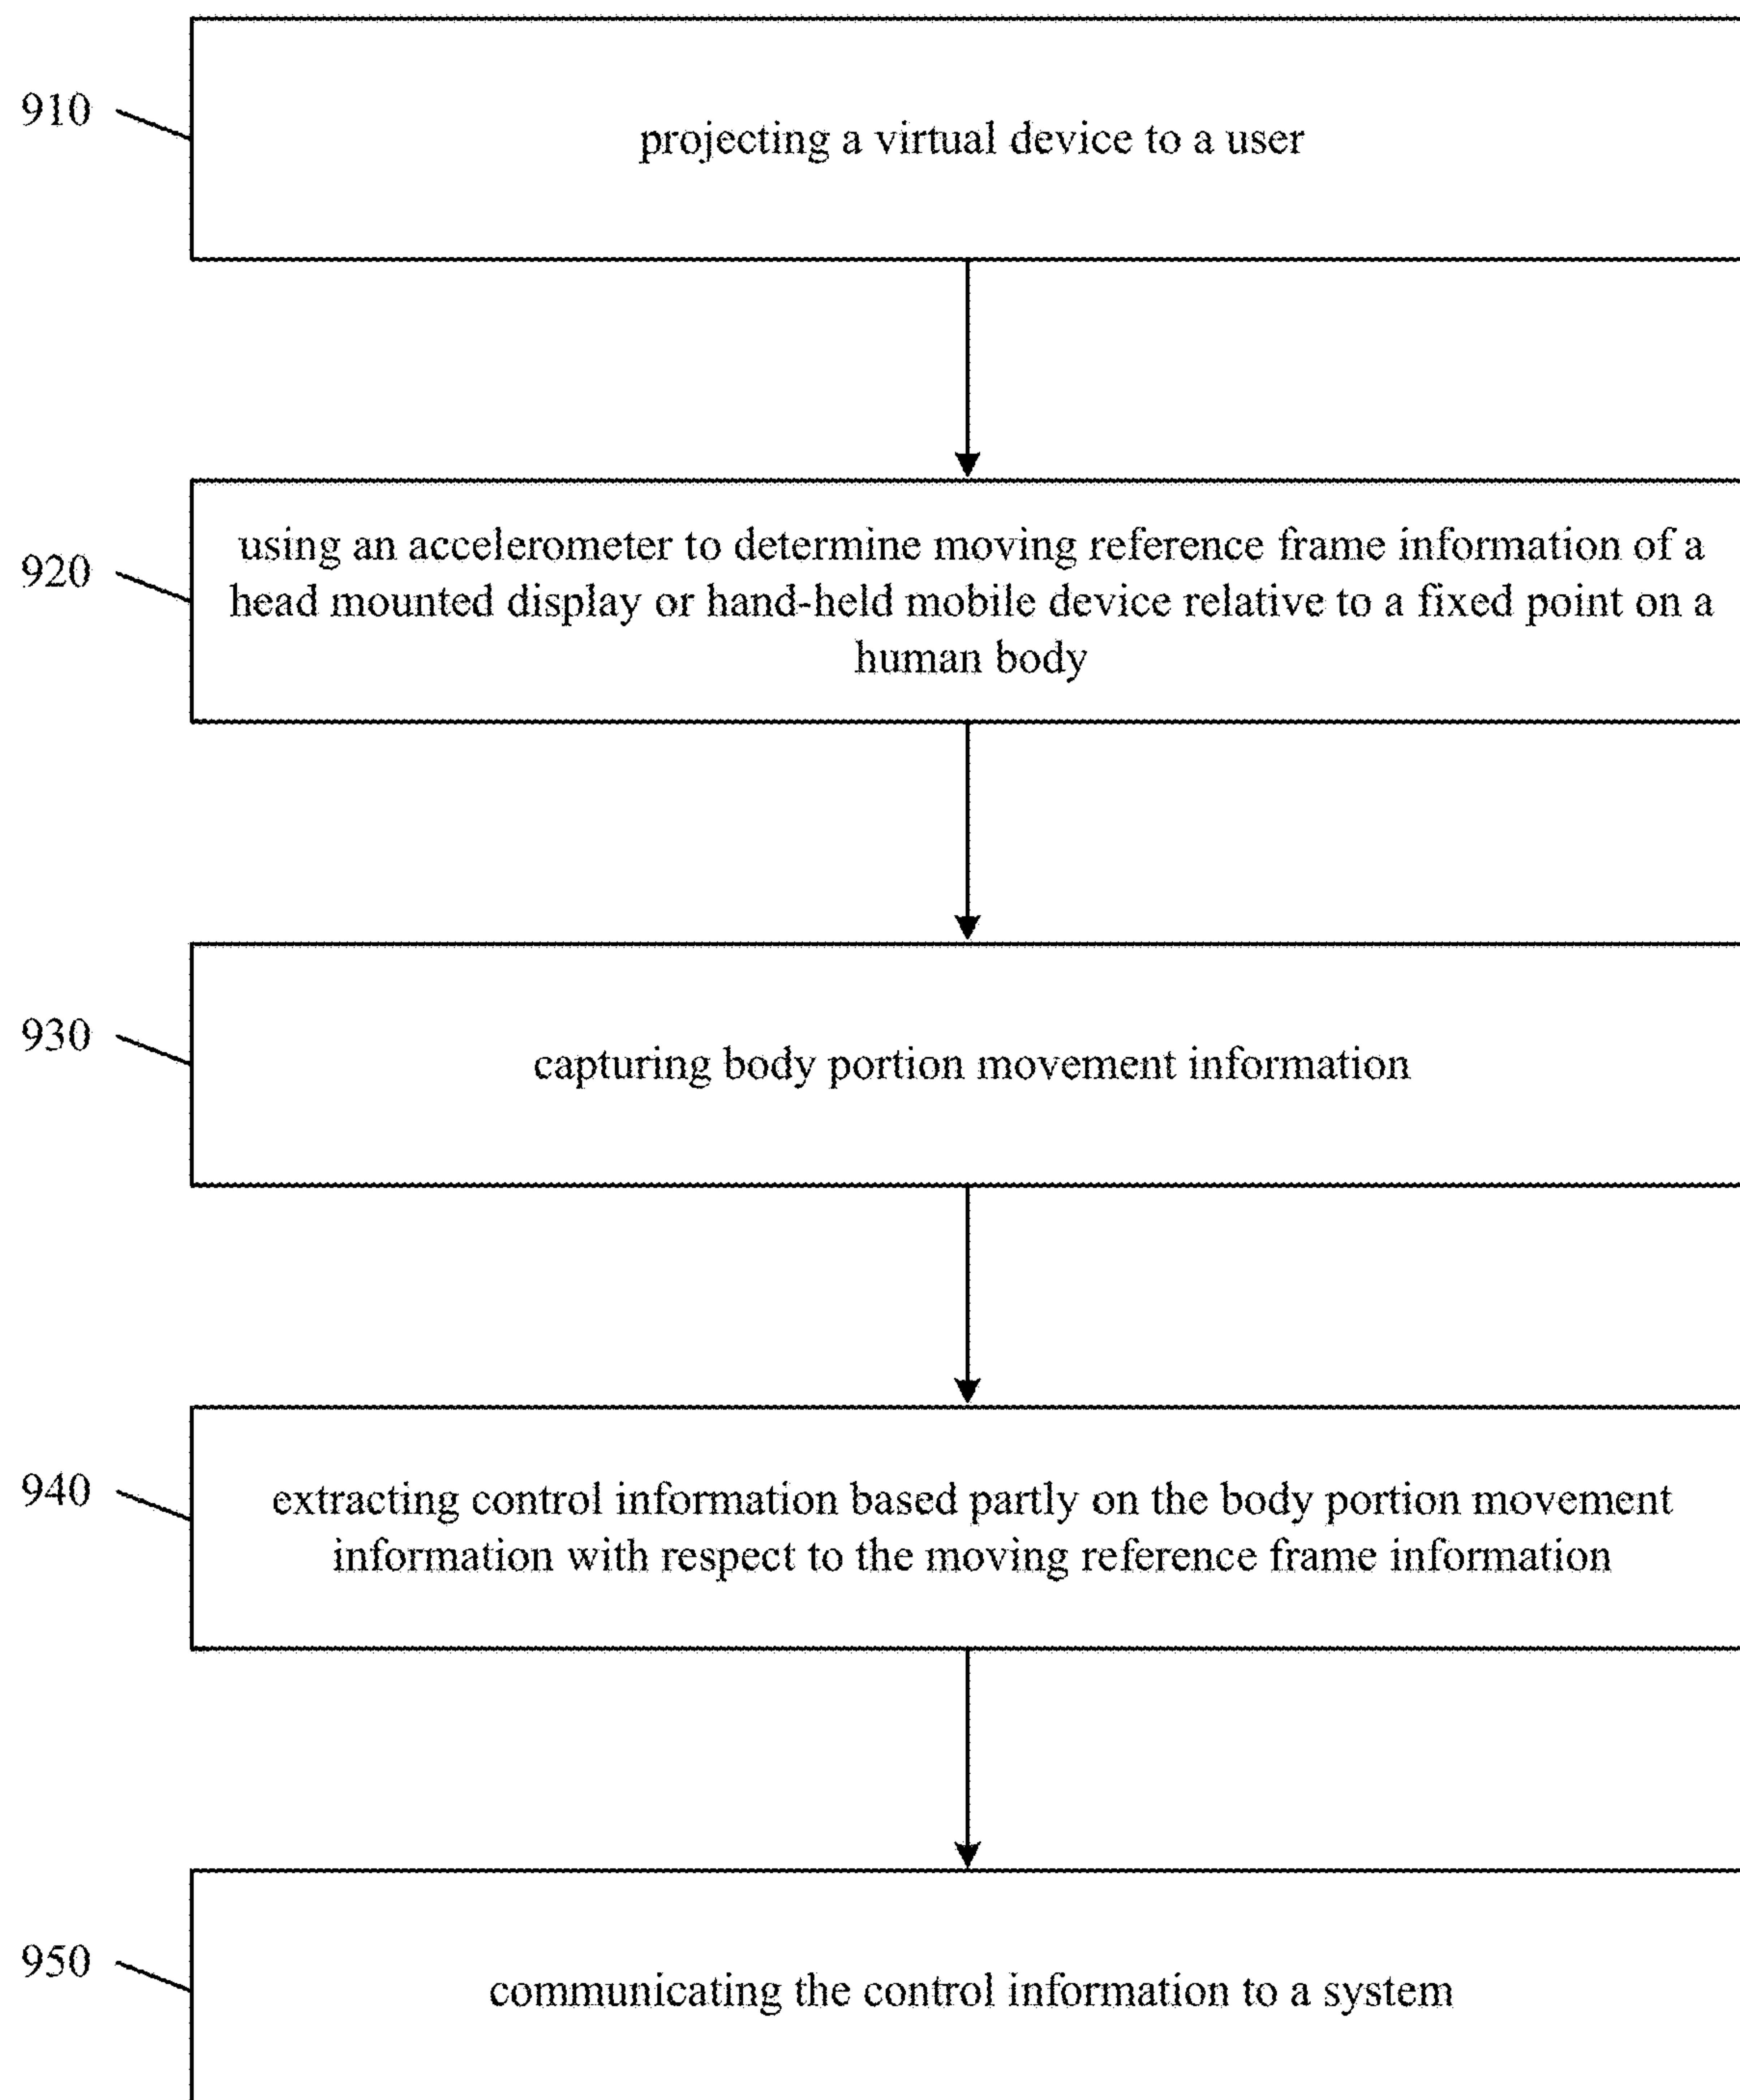 910
projecting a virtual device to a user
920
using an accelerometer to determine moving reference frame information of a
head mounted display or hand-held mobile device relative to a fixed point on a
human body
930
capturing body portion movement information
940
extracting control information based partly on the body portion movement
information with respect to the moving reference frame information
950
communicating the control information to a system